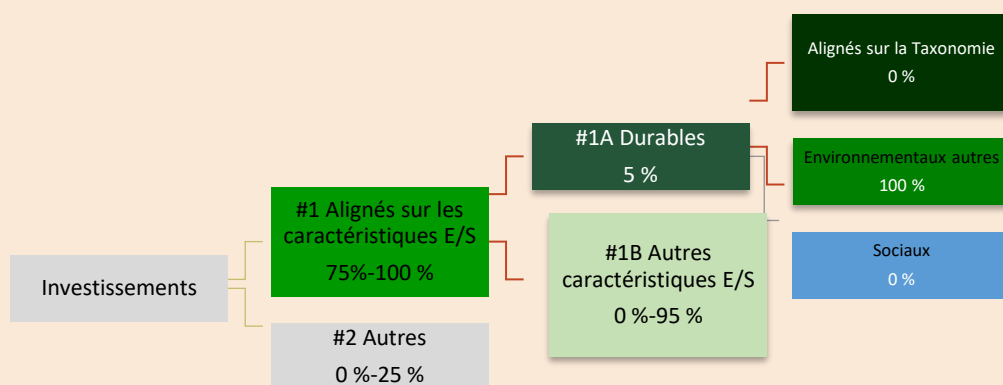 Investissements
#1 Alignés sur les
caractéristiques E/S
75%-100 %
#2 Autres
0 %-25 %
#1A Durables
5 %
#1B Autres
caractéristiques E/S
0 %-95 %
Alignés sur la Taxonomie
0 %
Environnementaux autres
100 %
Sociaux
0 %